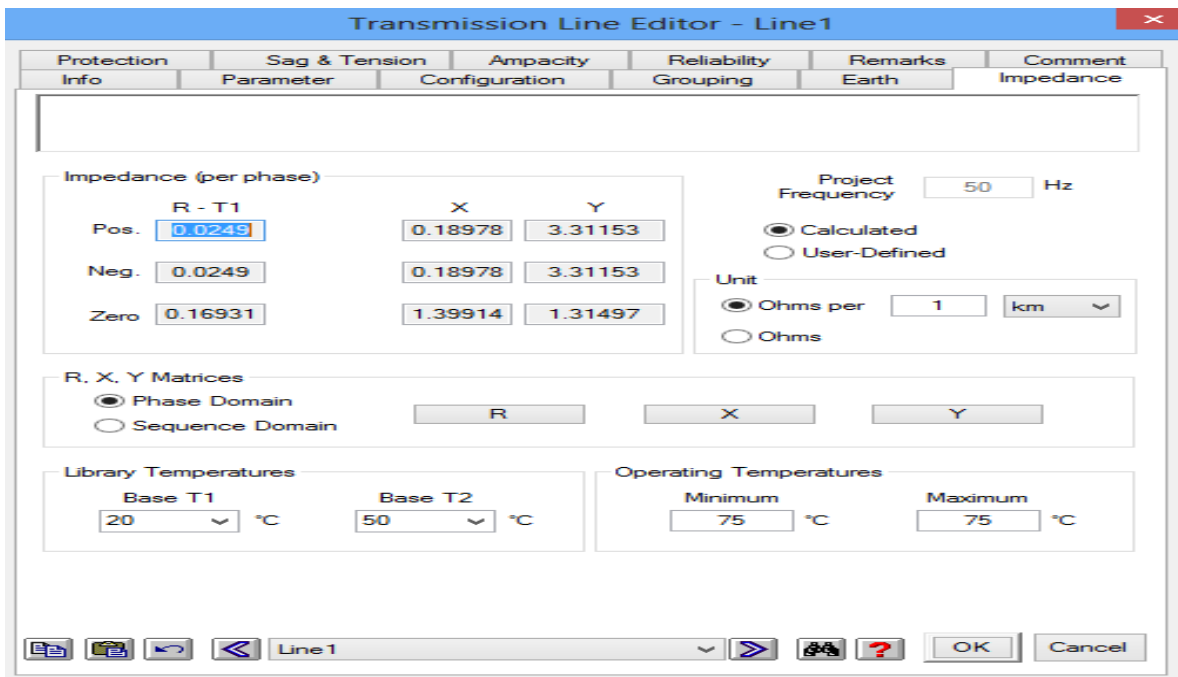 Transmission Line Editor - Line1
Protection Sag & Tension Ampacity Reliability Remarks Comment
Info Parameter Configuration Grouping Earth Impedance
Impedance (per phase)
R - T1 X Y
Pos. 0.0249 0.18978 3.31153
Neg. 0.0249 0.18978 3.31153
Zero 0.16931 1.39914 1.31497
Project Frequency 50 Hz
Calculated
User-Defined
Unit
Ohms per 1 km
Ohms
R, X, Y Matrices
Phase Domain
Sequence Domain
R X Y
Library Temperatures
Base T1 Base T2
20 °C 50 °C
Operating Temperatures
Minimum Maximum
75 °C 75 °C
Line1 ? OK Cancel